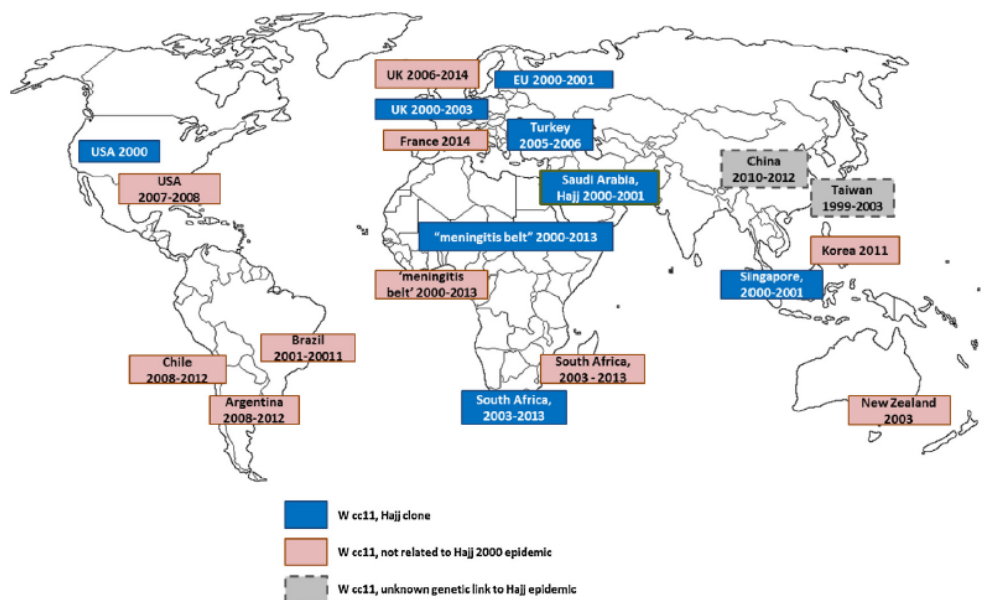 UK 2006-2014
EU 2000-2001
UK 2000-2003
Turkey
2005-2006
France 2014
USA 2000
China
2010-2012
USA
2007-2008
Saudi Arabia,
Hajj 2000-2001
Taiwan
1999-2003
"meningitis belt" 2000-2013
Korea 2011
'meningitis
belt' 2000-2013
Singapore,
2000-2001
Brazil
2001-20011
Chile
2008-2012
South Africa,
2003 - 2013
Argentina
2008-2012
South Africa,
2003-2013
New Zealand
2003
W cc11, Hajj clone
W cc11, not related to Hajj 2000 epidemic
W cc11, unknown genetic link to Hajj epidemic